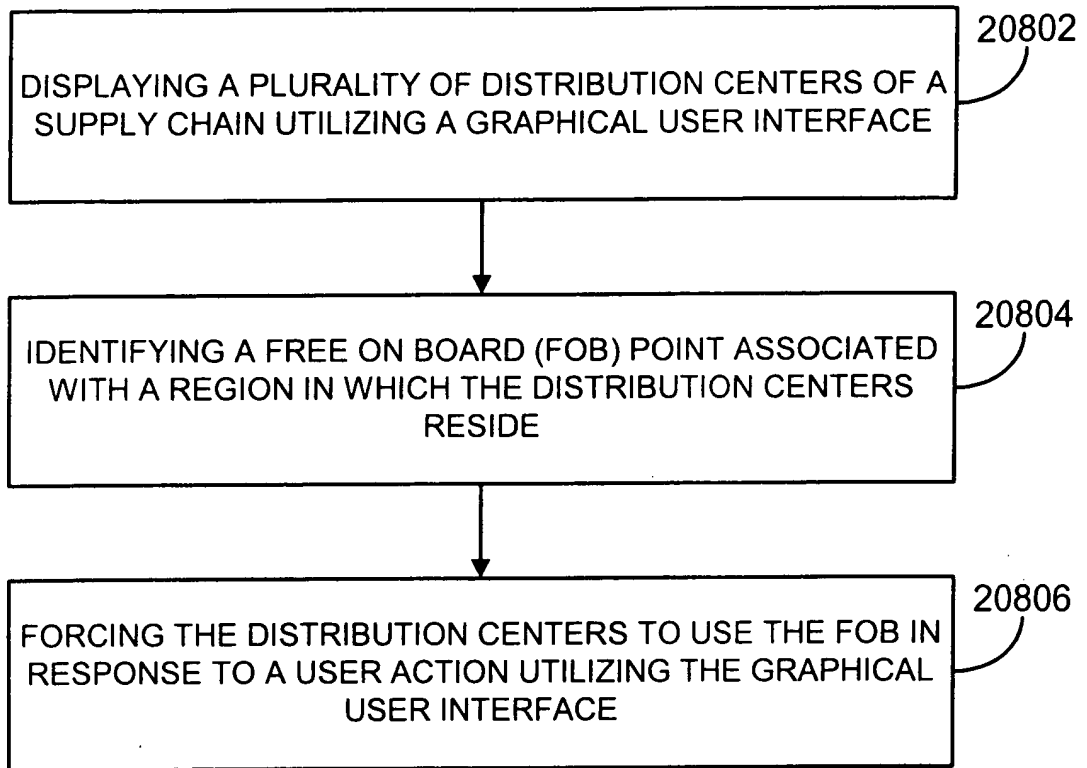 20802
DISPLAYING A PLURALITY OF DISTRIBUTION CENTERS OF A
SUPPLY CHAIN UTILIZING A GRAPHICAL USER INTERFACE
20804
IDENTIFYING A FREE ON BOARD (FOB) POINT ASSOCIATED
WITH A REGION IN WHICH THE DISTRIBUTION CENTERS
RESIDE
20806
FORCING THE DISTRIBUTION CENTERS TO USE THE FOB IN
RESPONSE TO A USER ACTION UTILIZING THE GRAPHICAL
USER INTERFACE